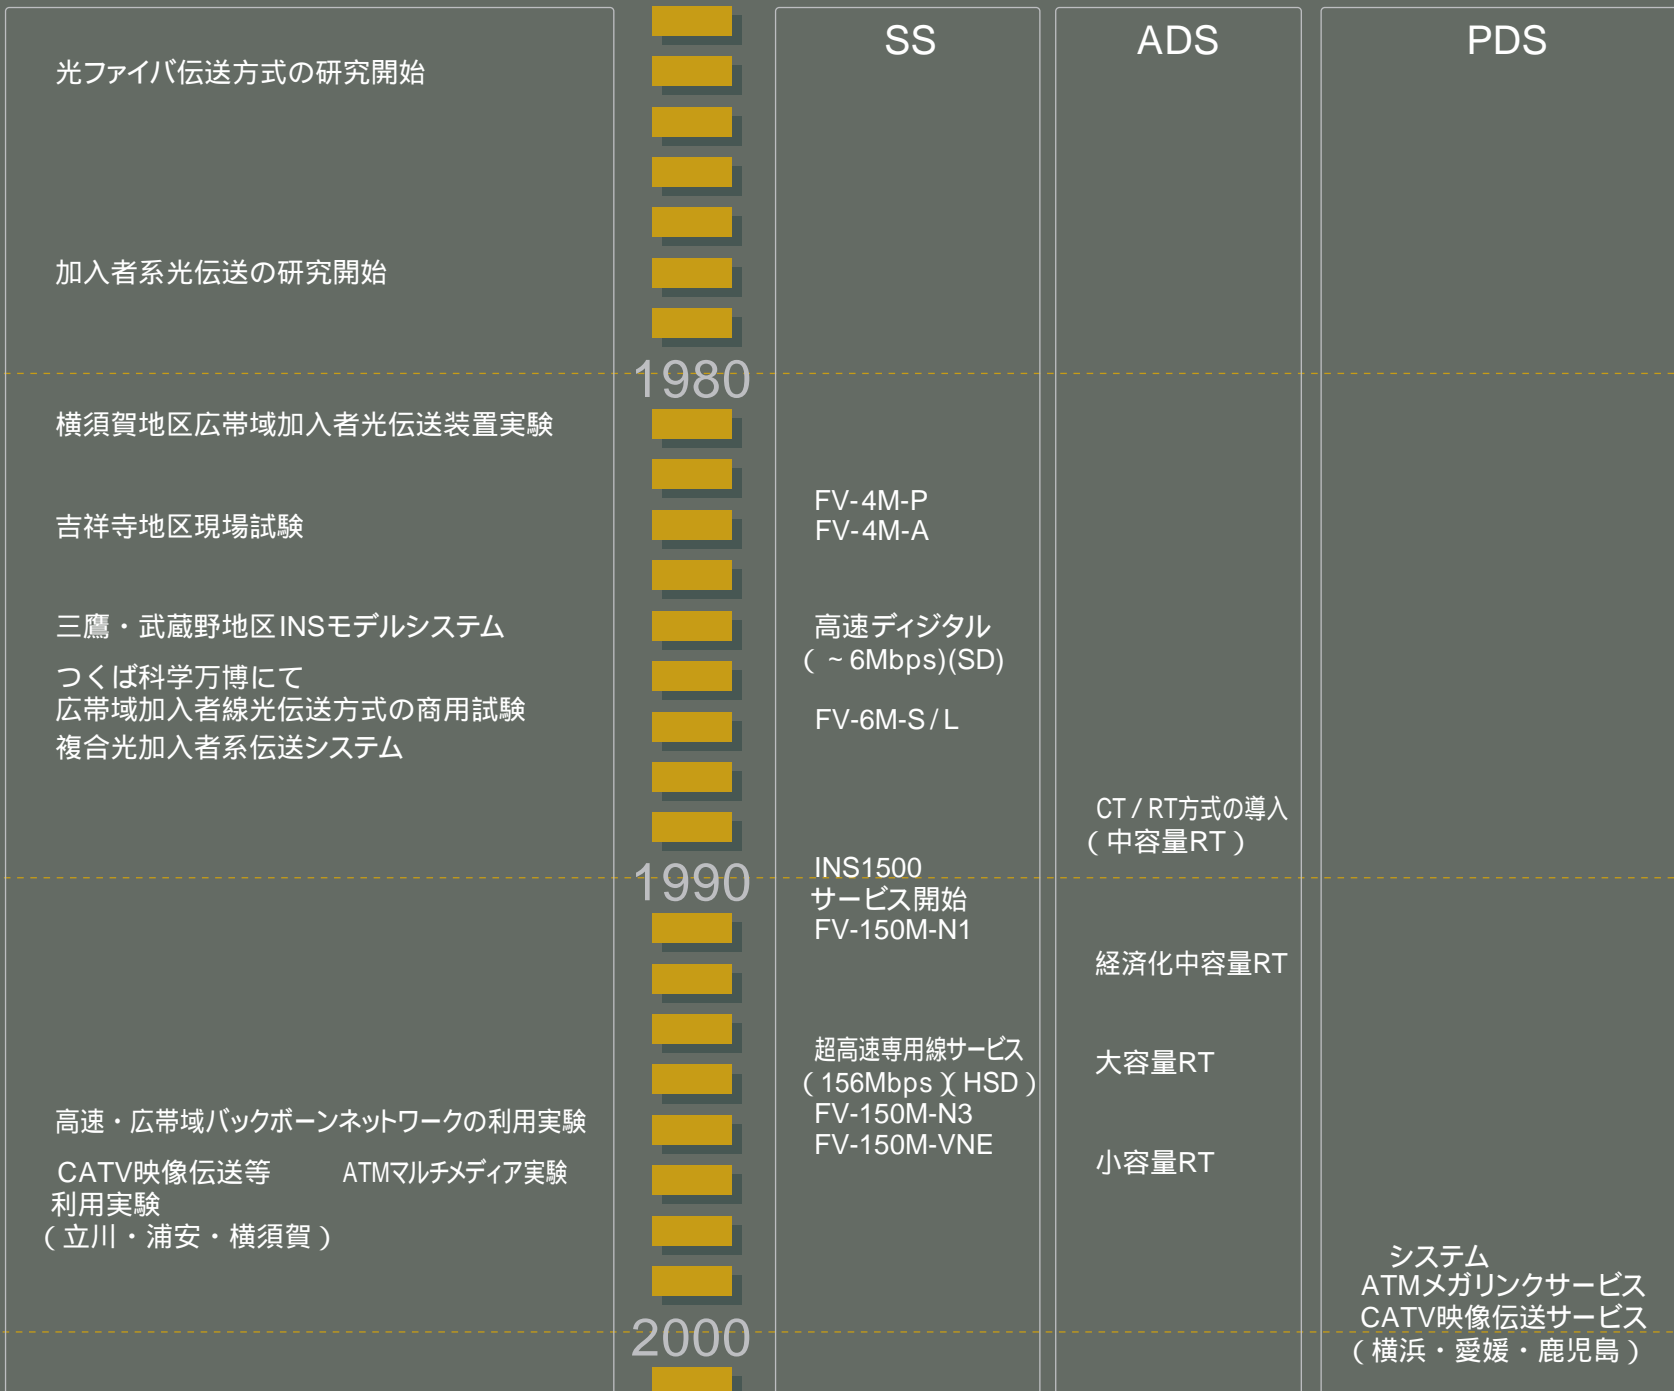 光ファイバ伝送方式の研究開始
加入者系光伝送の研究開始
横須賀地区広帯域加入者光伝送装置実験
吉祥寺地区現場試験
三鷹・武蔵野地区INSモデルシステム
つくば科学万博にて
広帯域加入者線光伝送方式の商用試験
複合光加入者系伝送システム
高速・広帯域バックボーンネットワークの利用実験
CATV映像伝送等
利用実験
(立川・浦安・横須賀)
ATMマルチメディア実験
1980
1990
2000
SS
FV-4M-P
FV-4M-A
高速ディジタル
(~6Mbps)(SD)
FV-6M-S/L
INS1500
サービス開始
FV-150M-N1
超高速専用線サービス
(156Mbps)(HSD)
FV-150M-N3
FV-150M-VNE
ADS
CT/RT方式の導入
(中容量RT)
経済化中容量RT
大容量RT
小容量RT
PDS
システム
ATMメガリンクサービス
CATV映像伝送サービス
(横浜・愛媛・鹿児島)